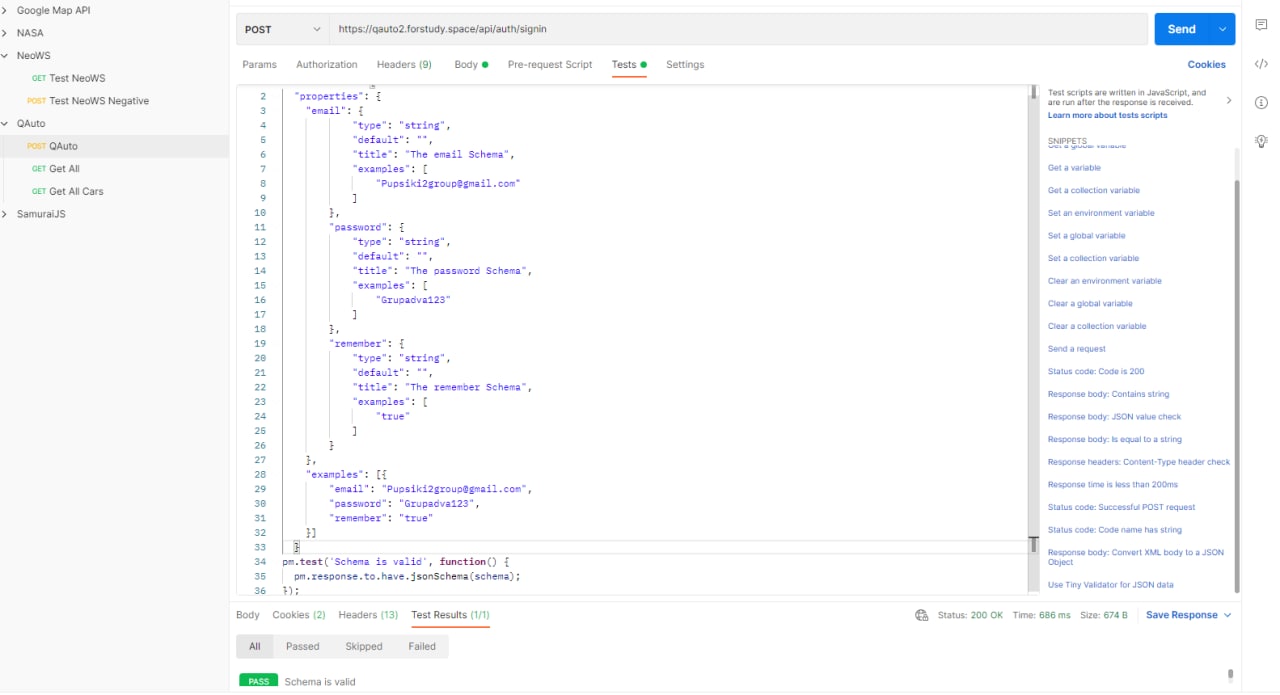 Google Map API
NASA
NeoWS
GET Test NeoWS
POST Test NeoWS Negative
QAuto
POST QAuto
GET Get All
GET Get All Cars
SamuraiJS
POST
https://qauto2.forstudy.space/api/auth/signin
Send
Params Authorization Headers (9) Body Pre-request Script Tests Settings
Cookies
2 "properties": {
3 "email": {
4 "type": "string",
5 "default": "",
6 "title": "The email Schema",
7 "examples": [
8 "Pupsiki2group@gmail.com"
9 ]
10 },
11 "password": {
12 "type": "string",
13 "default": "",
14 "title": "The password Schema",
15 "examples": [
16 "Grupadva123"
17 ]
18 },
19 "remember": {
20 "type": "string",
21 "default": "",
22 "title": "The remember Schema",
23 "examples": [
24 "true"
25 ]
26 }
27 },
28 "examples": [{
29 "email": "Pupsiki2group@gmail.com",
30 "password": "Grupadva123",
31 "remember": "true"
32 }]
33 }
34 pm.test('Schema is valid', function() {
35 pm.response.to.have.jsonSchema(schema);
36 });
Test scripts are written in JavaScript, and
are run after the response is received.
Learn more about tests scripts
SNIPPETS
Get a global variable
Get a variable
Get a collection variable
Set an environment variable
Set a global variable
Set a collection variable
Clear an environment variable
Clear a global variable
Clear a collection variable
Send a request
Status code: Code is 200
Response body: Contains string
Response body: JSON value check
Response body: Is equal to a string
Response headers: Content-Type header check
Response time is less than 200ms
Status code: Successful POST request
Status code: Code name has string
Response body: Convert XML body to a JSON
Object
Use Tiny Validator for JSON data
Body Cookies (2) Headers (13) Test Results (1/1)
Status: 200 OK Time: 686 ms Size: 674 B Save Response
All Passed Skipped Failed
PASS Schema is valid